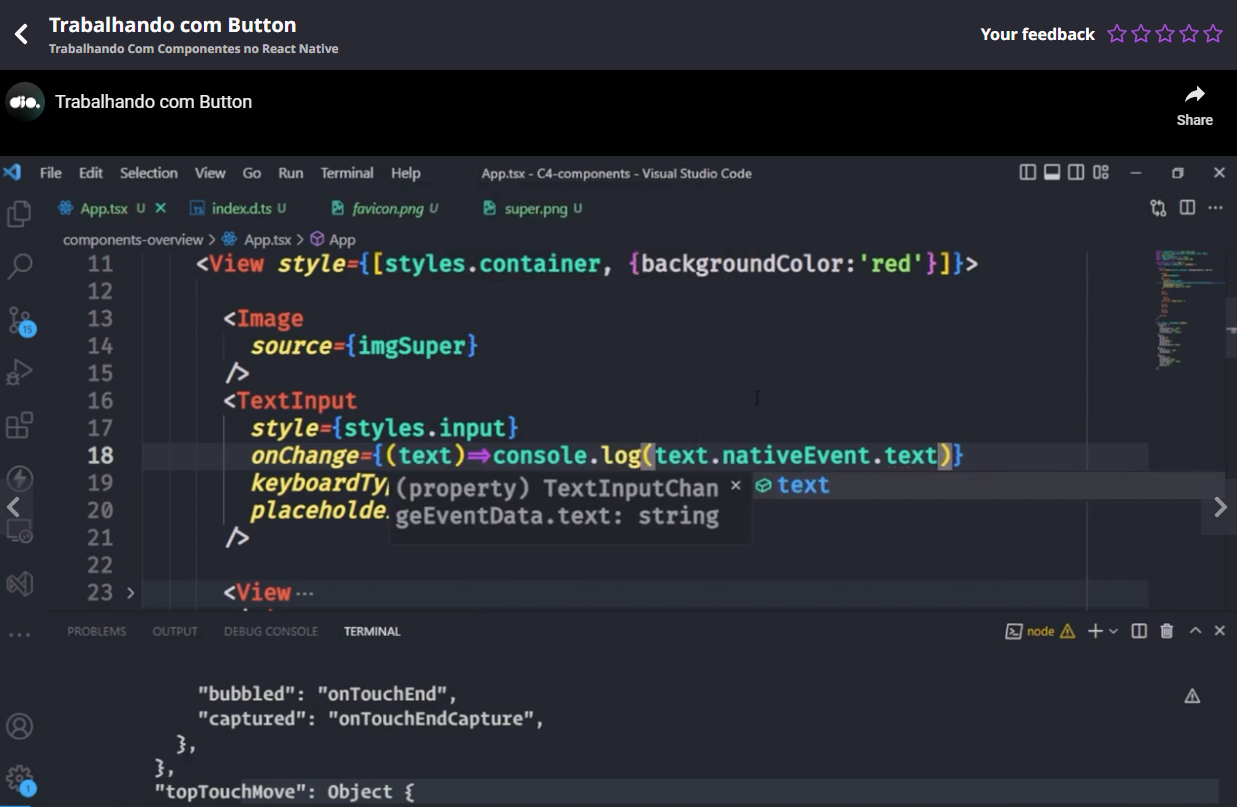 Trabalhando com Button
Trabalhando Com Componentes no React Native
Your feedback
dio.
Trabalhando com Button
Share
File Edit Selection View Go Run Terminal Help
App.tsx - C4-components - Visual Studio Code
App.tsx U
TS index.d.ts U
favicon.png U
super.png U
components-overview > App.tsx > App
11 <View style={[styles.container, {backgroundColor:'red'}]}>
12
13 <Image
14 source={imgSuper}
15 />
16 <TextInput
17 style={styles.input}
18 onChange={(text)=>console.log(text.nativeEvent.text)}
19 keyboardTy
(property) TextInputChan × text
20 placeholde
geEventData.text: string
21 />
22
23 > <View ...
15
PROBLEMS OUTPUT DEBUG CONSOLE TERMINAL
node
"bubbled": "onTouchEnd",
"captured": "onTouchEndCapture",
},
},
"topTouchMove": Object {
1